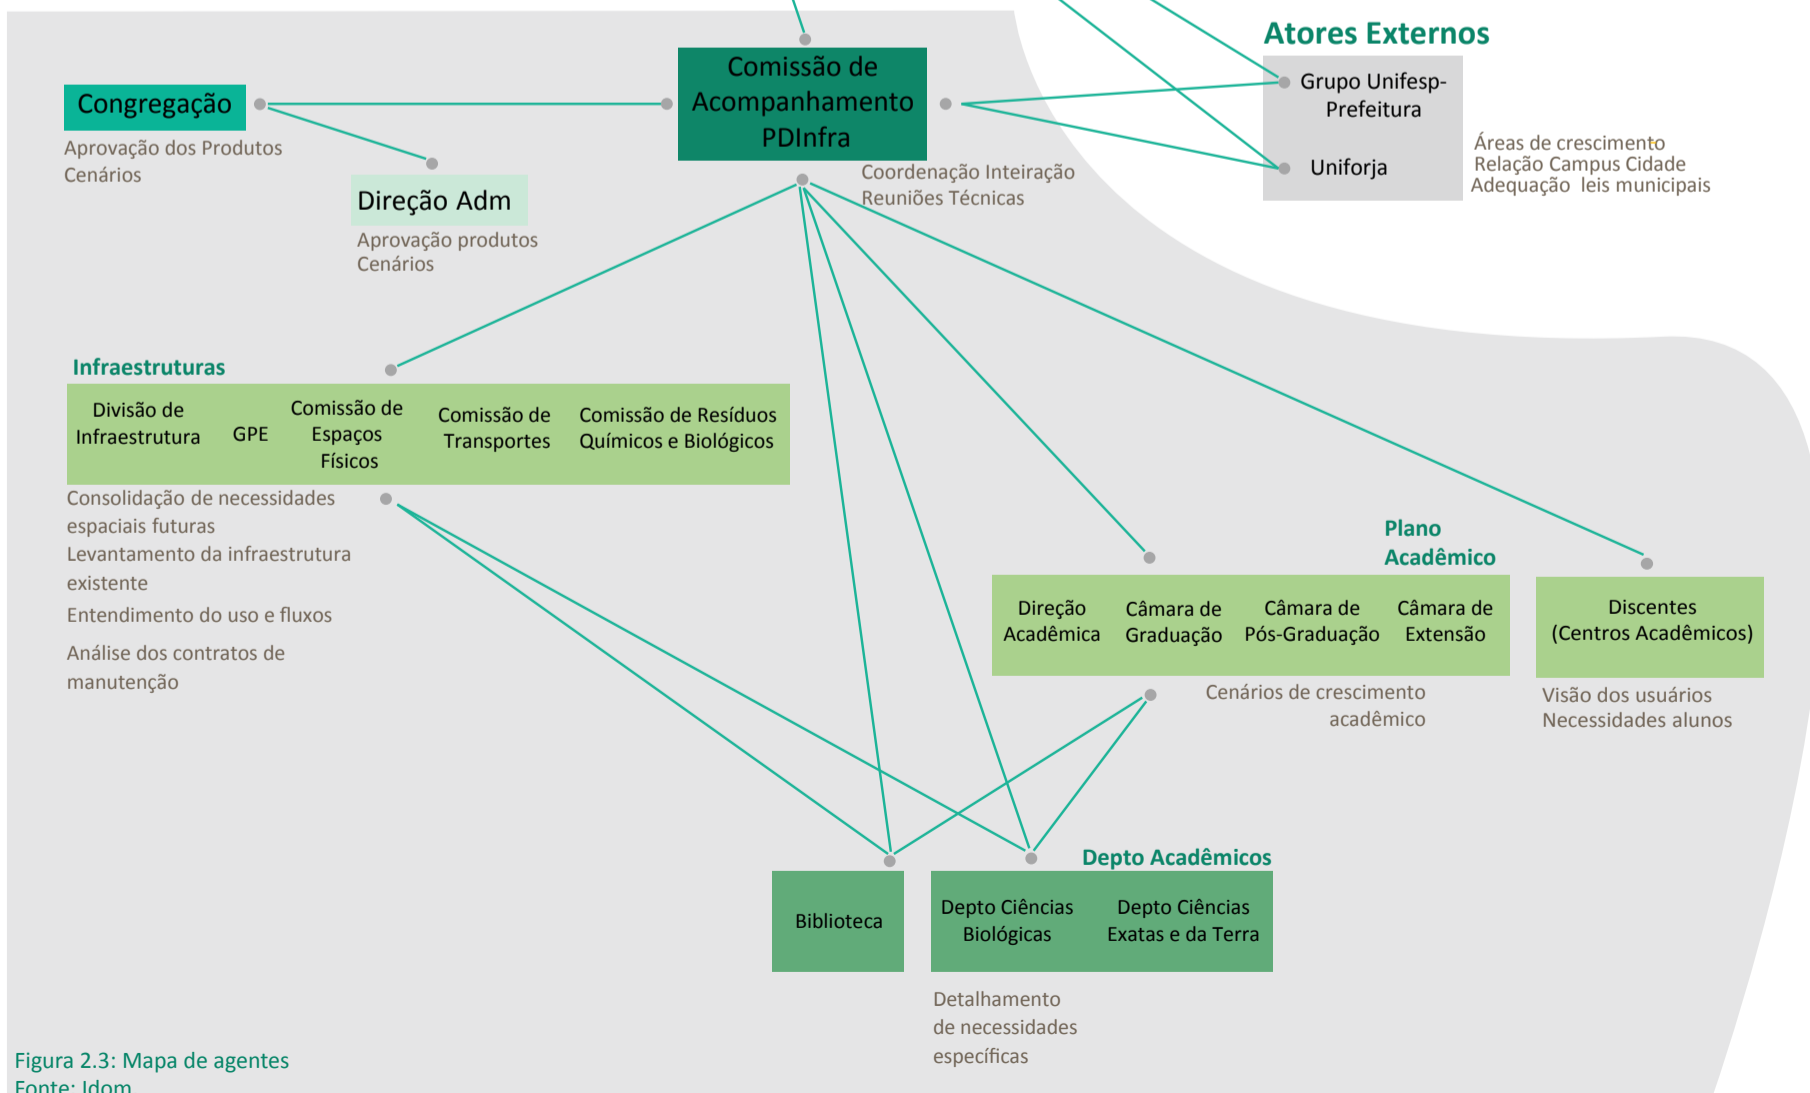 Atores Externos
Comissão de
Acompanhamento
PDInfra
Grupo Unifesp-
Prefeitura
Uniforja
Congregação
Aprovação dos Produtos
Cenários
Áreas de crescimento
Relação Campus Cidade
Adequação leis municipais
Coordenação Inteiração
Reuniões Técnicas
Direção Adm
Aprovação produtos
Cenários
Infraestruturas
Divisão de
Infraestrutura
GPE
Comissão de
Espaços
Físicos
Comissão de
Transportes
Comissão de Resíduos
Químicos e Biológicos
Consolidação de necessidades
espaciais futuras
Levantamento da infraestrutura
existente
Entendimento do uso e fluxos
Análise dos contratos de
manutenção
Plano
Acadêmico
Direção
Acadêmica
Câmara de
Graduação
Câmara de
Pós-Graduação
Câmara de
Extensão
Discentes
(Centros Acadêmicos)
Cenários de crescimento
acadêmico
Visão dos usuários
Necessidades alunos
Depto Acadêmicos
Biblioteca
Depto Ciências
Biológicas
Depto Ciências
Exatas e da Terra
Detalhamento
de necessidades
específicas
Figura 2.3: Mapa de agentes
Fonte: Idom